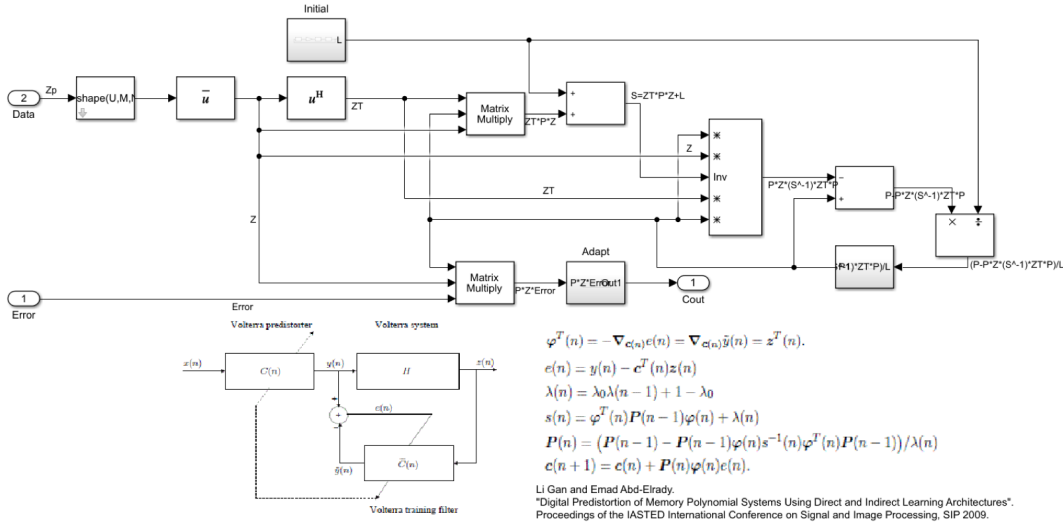 Initial
L
2
Data
Zp
shape(U,M,N
u
u^H
ZT
Matrix
Multiply
ZT*P*Z
+
+
S=ZT*P*Z+L
Z
Inv
ZT
P*Z*(S^-1)*ZT*P
−
+
P-P*Z*(S^-1)*ZT*P
× ÷
(P-P*Z*(S^-1)*ZT*P)/L
Z
1
Error
Error
Matrix
Multiply
P*Z*Error
Adapt
P*Z*Error
Out1
1
Cout
Volterra predistorter
Volterra system
x(n)
C(n)
y(n)
H
z(n)
+
e(n)
ŷ(n)
Ĉ(n)
Volterra training filter
φ^T(n) = −∇_c(n) e(n) = ∇_c(n) ỹ(n) = z^T(n).
e(n) = y(n) − c^T(n)z(n)
λ(n) = λ₀λ(n − 1) + 1 − λ₀
s(n) = φ^T(n)P(n − 1)φ(n) + λ(n)
P(n) = (P(n − 1) − P(n − 1)φ(n)s⁻¹(n)φ^T(n)P(n − 1))/λ(n)
c(n + 1) = c(n) + P(n)φ(n)e(n).
Li Gan and Emad Abd-Elrady.
"Digital Predistortion of Memory Polynomial Systems Using Direct and Indirect Learning Architectures".
Proceedings of the IASTED International Conference on Signal and Image Processing, SIP 2009.